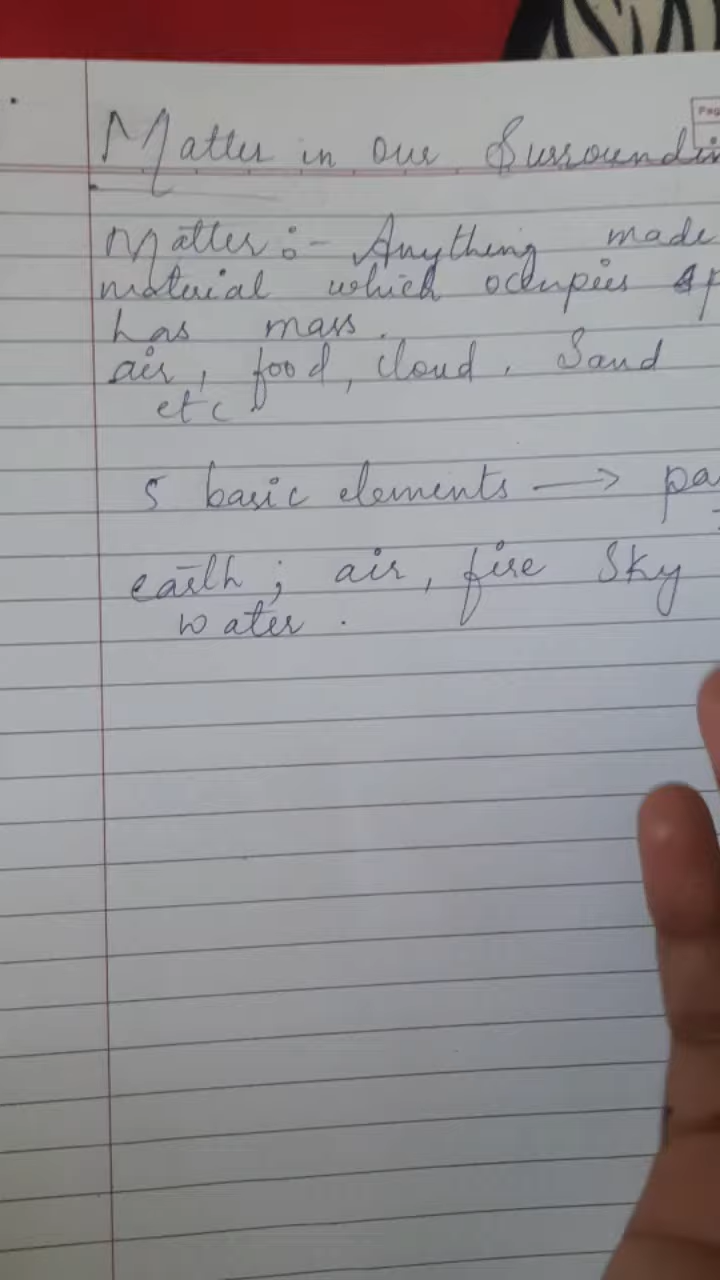 Matter in our Surroundin
Matter :- Anything made
material which occupies sp
has mass.
air, food, cloud, Sand
etc
5 basic elements → pa
earth; air, fire Sky
water.